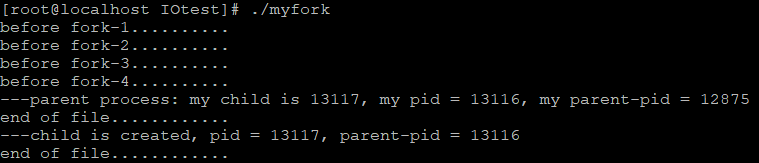 [root@localhost IOtest]# ./myfork
before fork-1..........
before fork-2..........
before fork-3..........
before fork-4..........
---parent process: my child is 13117, my pid = 13116, my parent-pid = 12875
end of file............
---child is created, pid = 13117, parent-pid = 13116
end of file............